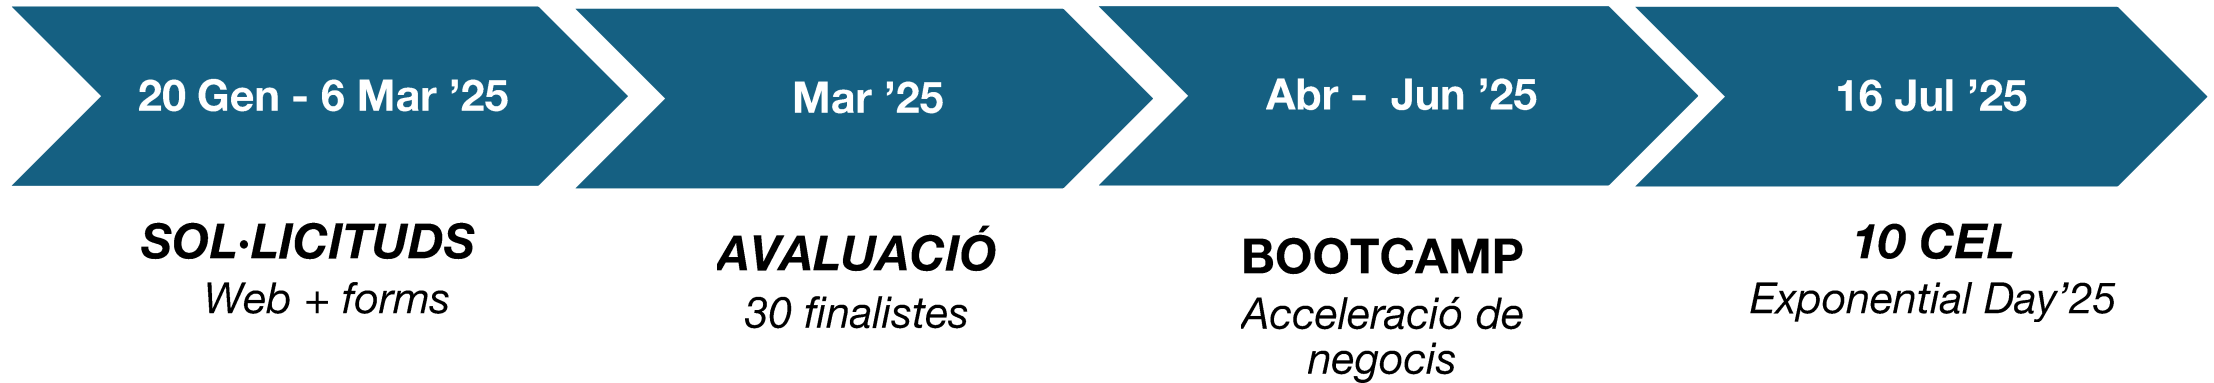 20 Gen - 6 Mar ’25
SOL·LICITUDS
Web + forms
Mar ’25
AVALUACIÓ
30 finalistes
Abr -  Jun ’25
BOOTCAMP
Acceleració de
negocis
16 Jul ’25
10 CEL
Exponential Day’25